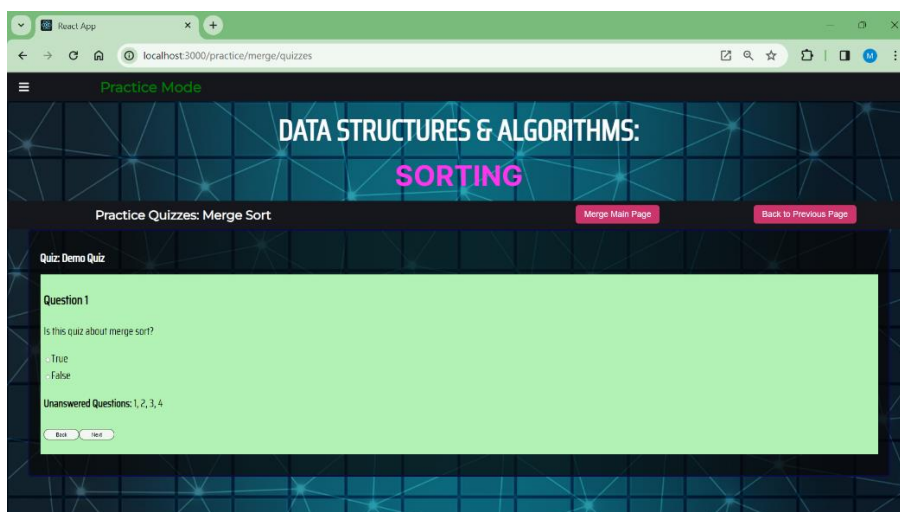 React App
localhost:3000/practice/merge/quizzes
M
Practice Mode
DATA STRUCTURES & ALGORITHMS:
SORTING
Practice Quizzes: Merge Sort
Merge Main Page
Back to Previous Page
Quiz: Demo Quiz
Question 1
Is this quiz about merge sort?
True
False
Unanswered Questions: 1, 2, 3, 4
Back Next